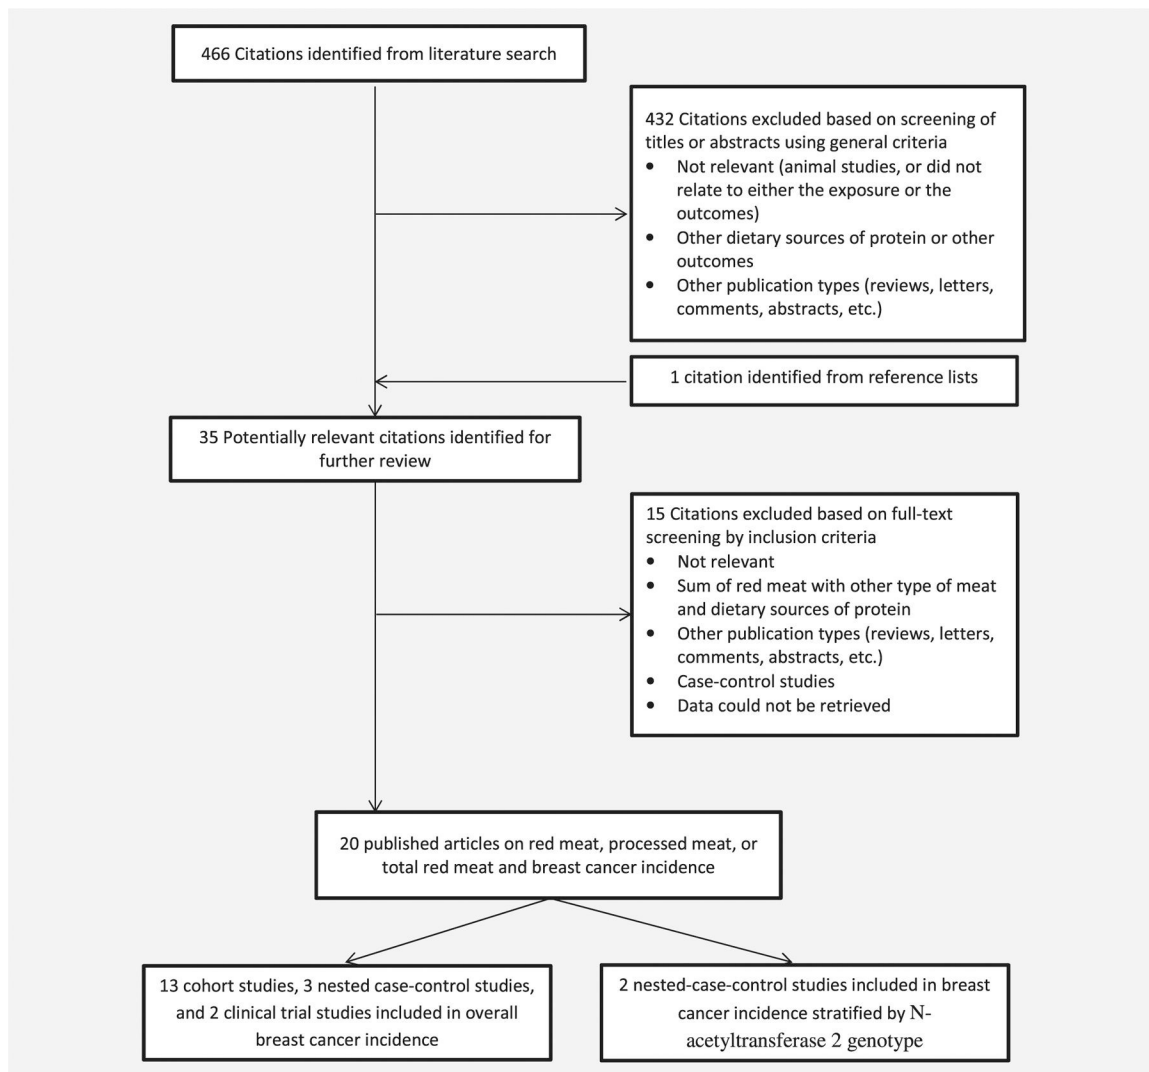 466 Citations identified from literature search
432 Citations excluded based on screening of
titles or abstracts using general criteria
• Not relevant (animal studies, or did not
relate to either the exposure or the
outcomes)
• Other dietary sources of protein or other
outcomes
• Other publication types (reviews, letters,
comments, abstracts, etc.)
1 citation identified from reference lists
35 Potentially relevant citations identified for
further review
15 Citations excluded based on full-text
screening by inclusion criteria
• Not relevant
• Sum of red meat with other type of meat
and dietary sources of protein
• Other publication types (reviews, letters,
comments, abstracts, etc.)
• Case-control studies
• Data could not be retrieved
20 published articles on red meat, processed meat, or
total red meat and breast cancer incidence
13 cohort studies, 3 nested case-control studies,
and 2 clinical trial studies included in overall
breast cancer incidence
2 nested-case-control studies included in breast
cancer incidence stratified by N-
acetyltransferase 2 genotype